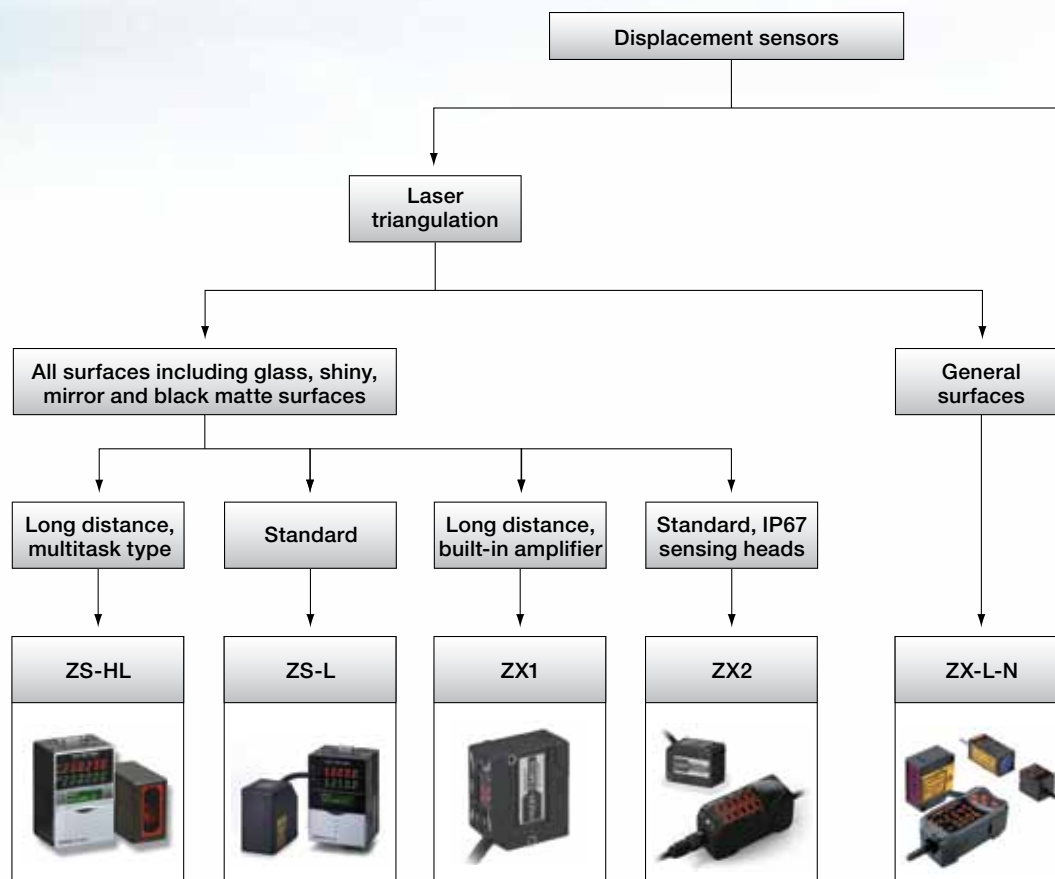 Displacement sensors
Laser
triangulation
All surfaces including glass, shiny,
mirror and black matte surfaces
General
surfaces
Long distance,
multitask type
Standard
Long distance,
built-in amplifier
Standard, IP67
sensing heads
ZS-HL
ZS-L
ZX1
ZX2
ZX-L-N